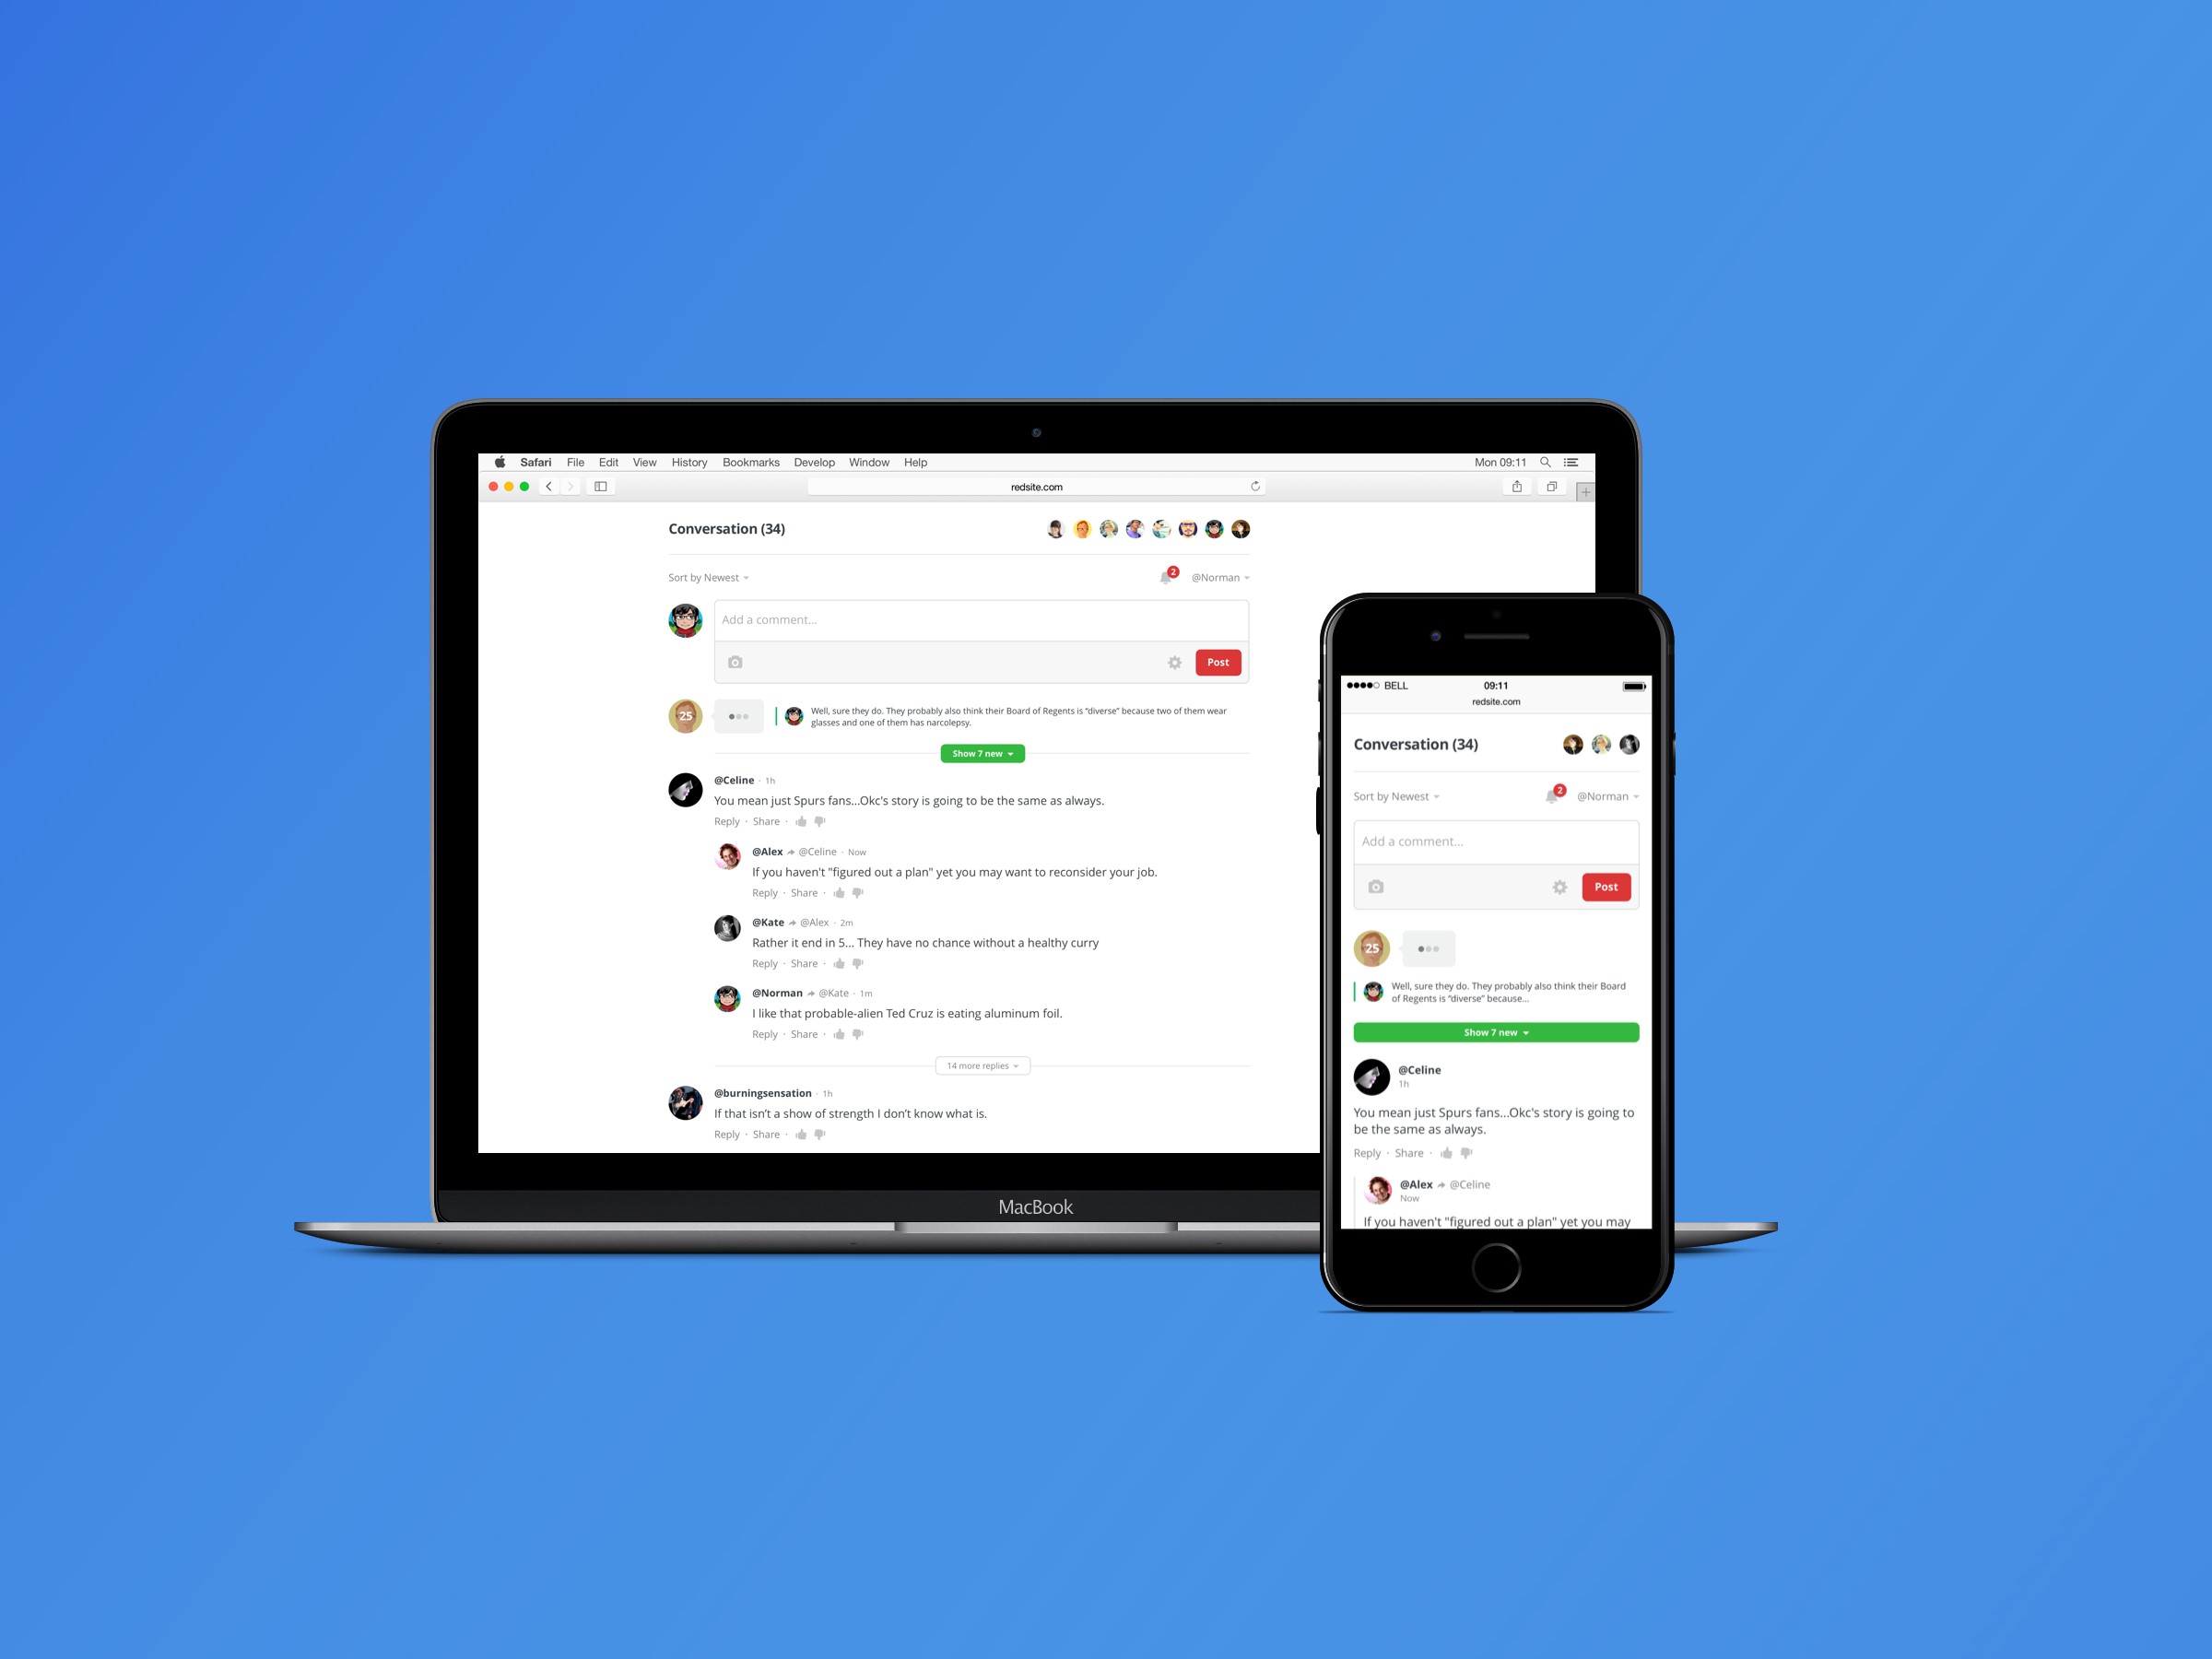 Safari File Edit View History Bookmarks Develop Window Help Mon 09:11
redsite.com
Conversation (34)
Sort by Newest 2 @Norman
Add a comment...
Post
25 Well, sure they do. They probably also think their Board of Regents is “diverse” because two of them wear
glasses and one of them has narcolepsy.
Show 7 new
@Celine · 1h
You mean just Spurs fans...Okc's story is going to be the same as always.
Reply · Share ·
@Alex @Celine · Now
If you haven't "figured out a plan" yet you may want to reconsider your job.
Reply · Share ·
@Kate @Alex · 2m
Rather it end in 5... They have no chance without a healthy curry
Reply · Share ·
@Norman @Kate · 1m
I like that probable-alien Ted Cruz is eating aluminum foil.
Reply · Share ·
14 more replies
@burningsensation · 1h
If that isn’t a show of strength I don’t know what is.
Reply · Share ·
MacBook
BELL 09:11
redsite.com
Conversation (34)
Sort by Newest 2 @Norman
Add a comment...
Post
25
Well, sure they do. They probably also think their Board
of Regents is “diverse” because...
Show 7 new
@Celine
1h
You mean just Spurs fans...Okc's story is going to
be the same as always.
Reply · Share ·
@Alex @Celine
Now
If you haven't "figured out a plan" yet you may